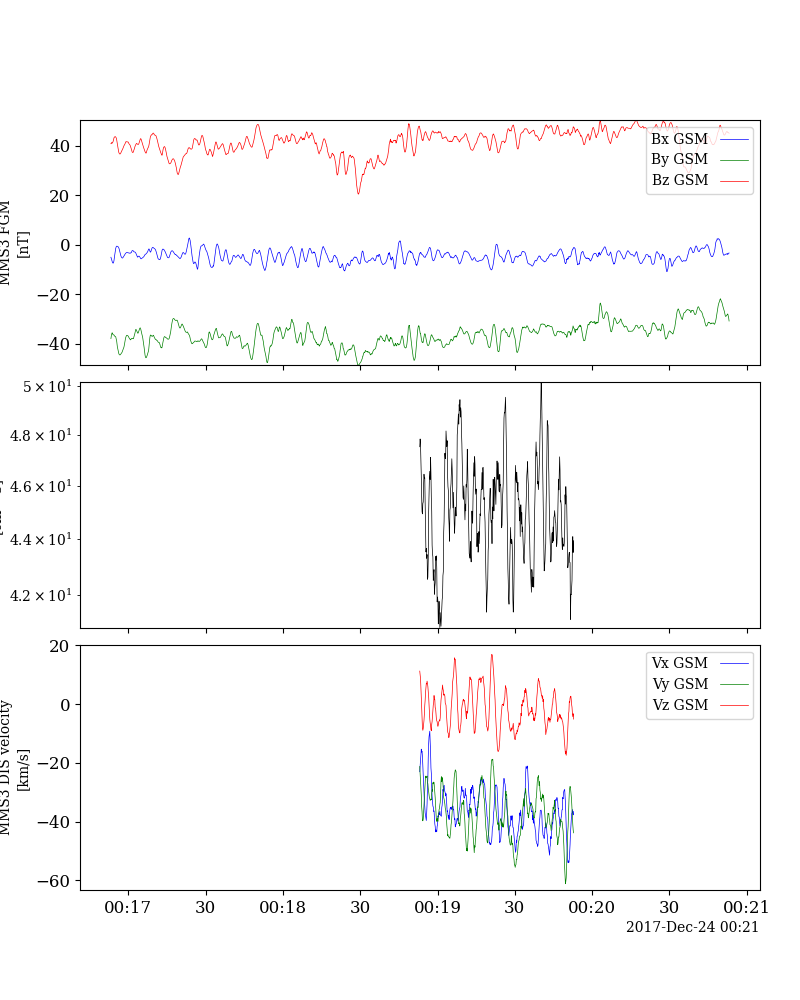 MMS3 FGM
[nT]
40
20
0
−20
−40
Bx GSM
By GSM
Bz GSM
5 × 10¹
4.8 × 10¹
4.6 × 10¹
4.4 × 10¹
4.2 × 10¹
MMS3 DIS velocity
[km/s]
20
0
−20
−40
−60
Vx GSM
Vy GSM
Vz GSM
00:17 30 00:18 30 00:19 30 00:20 30 00:21
2017-Dec-24 00:21